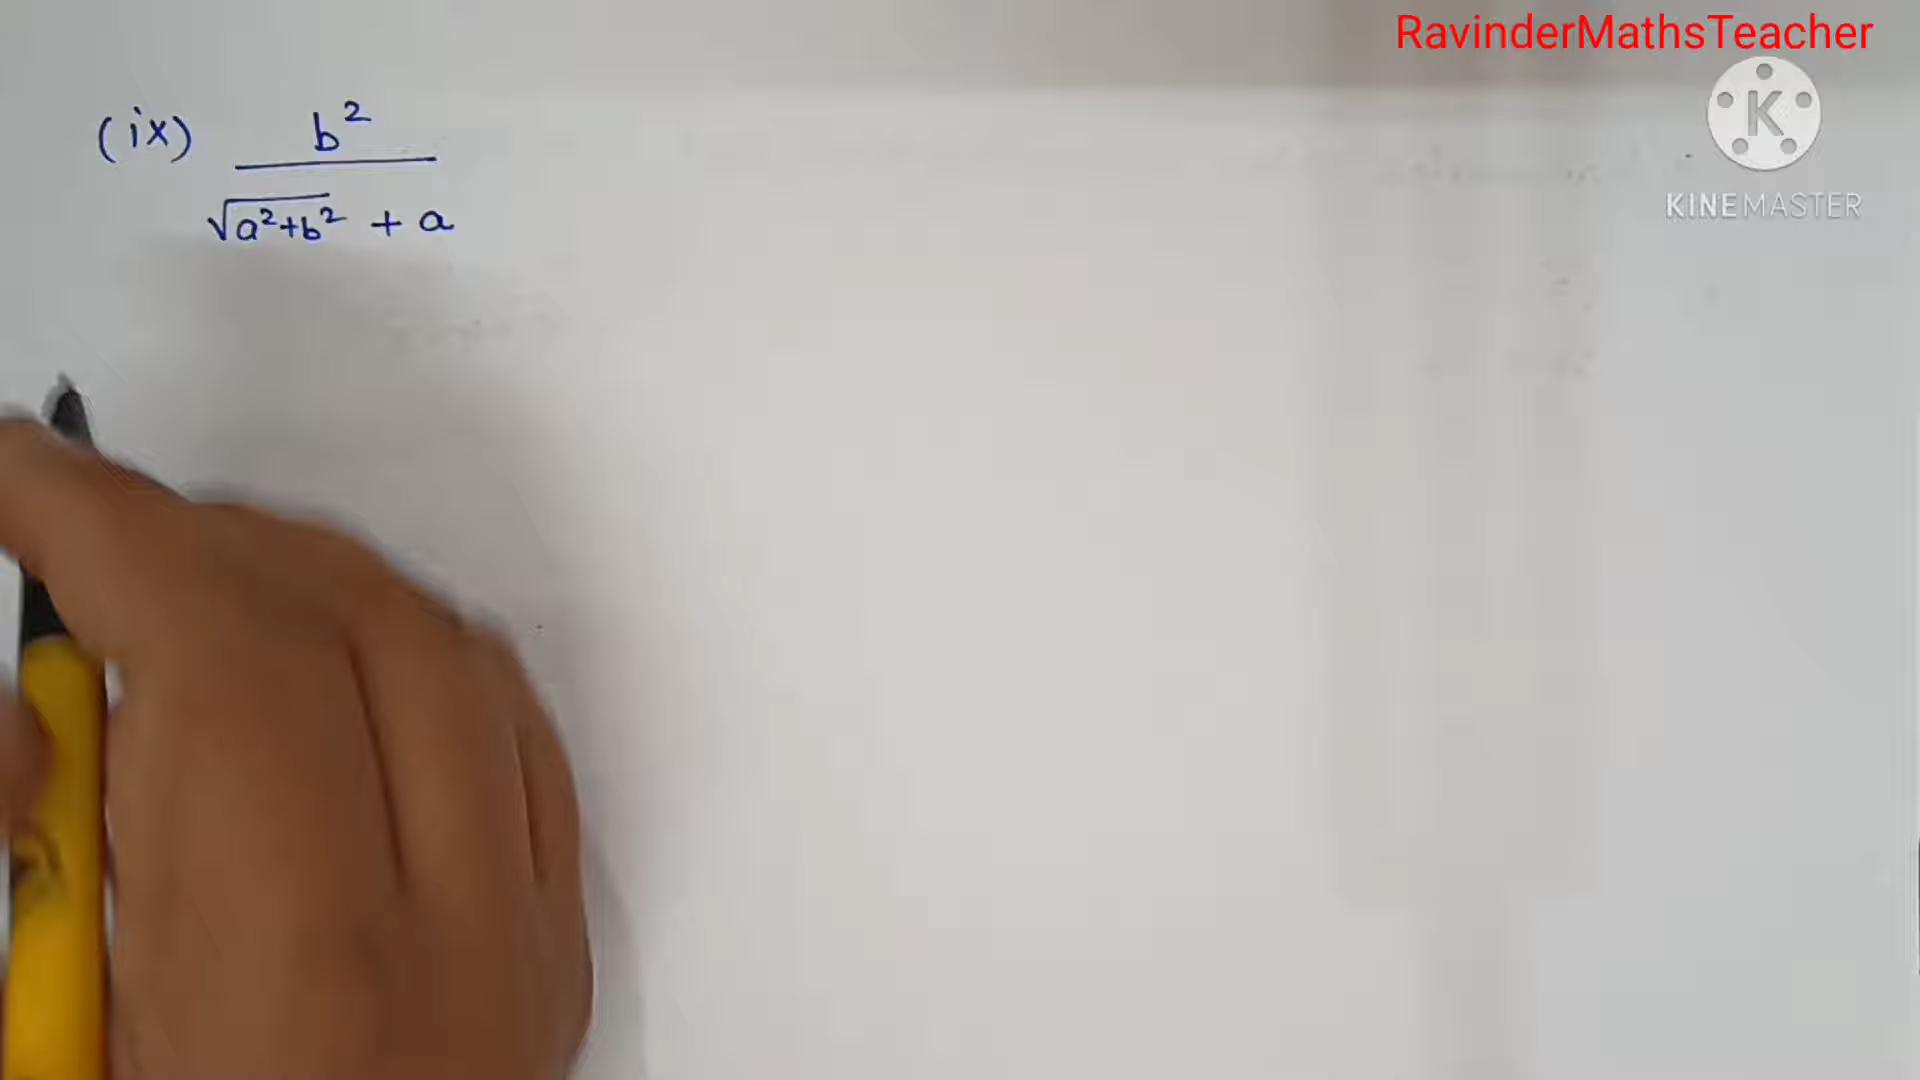 RavinderMathsTeacher
(ix) b²
√a²+b² + a
K
KINEMASTER